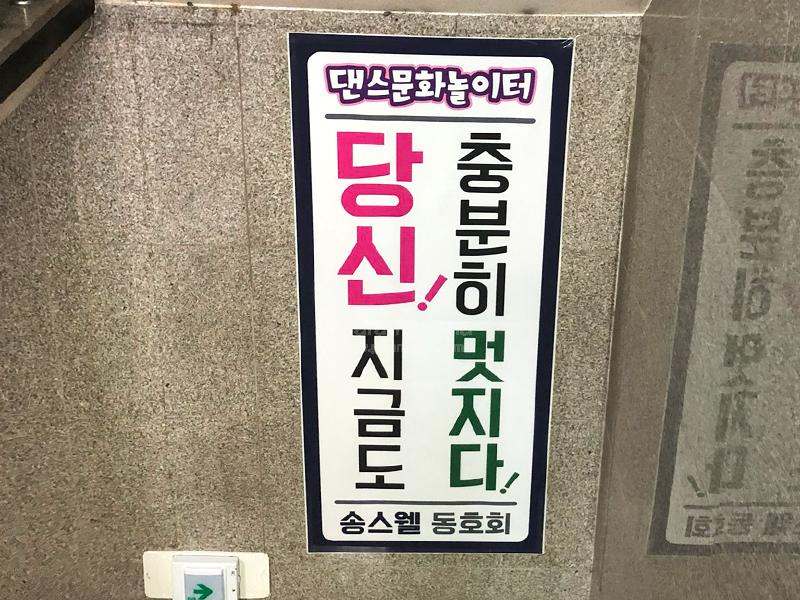 댄스문화놀이터
당신!
지금도
충분히
멋지다!
송스웰 동호회